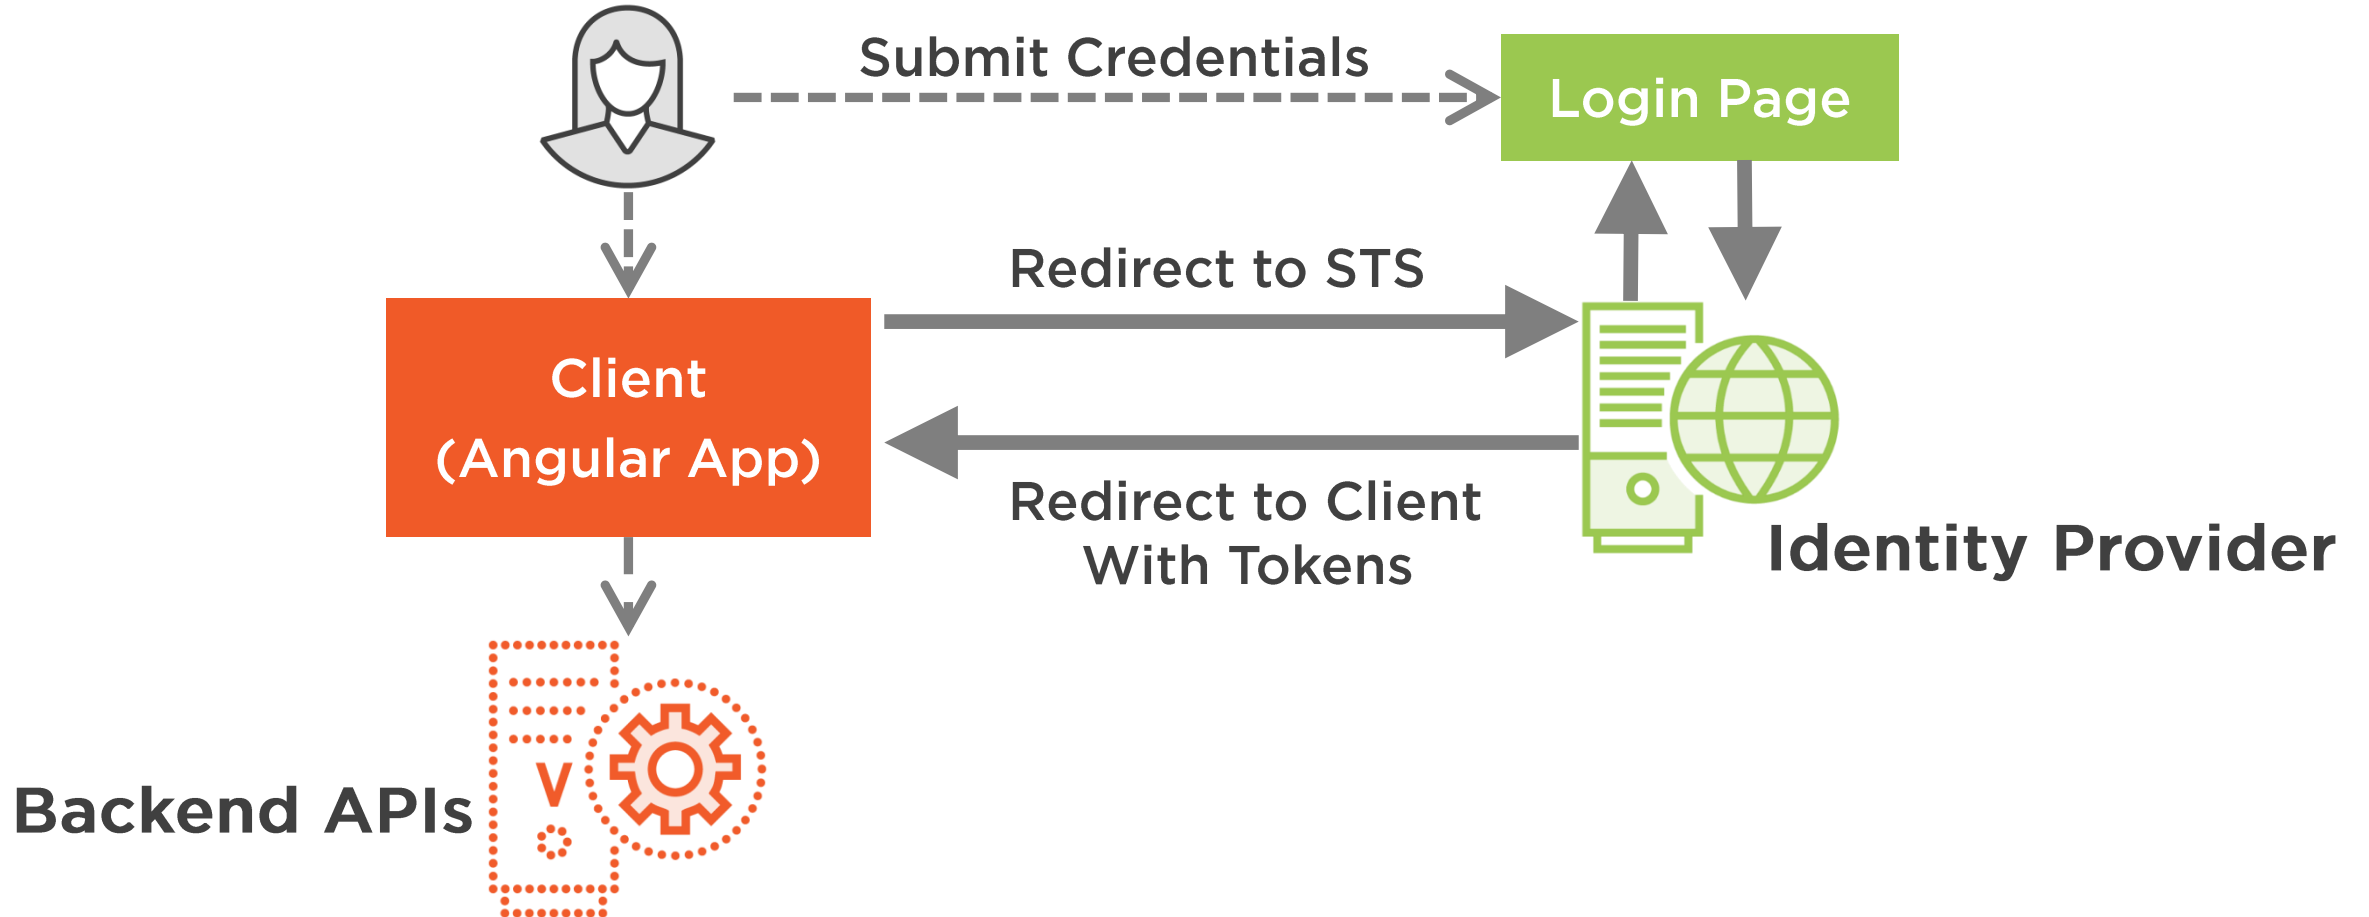 Submit Credentials
Login Page
Redirect to STS
Client
(Angular App)
Redirect to Client
With Tokens
Identity Provider
Backend APIs